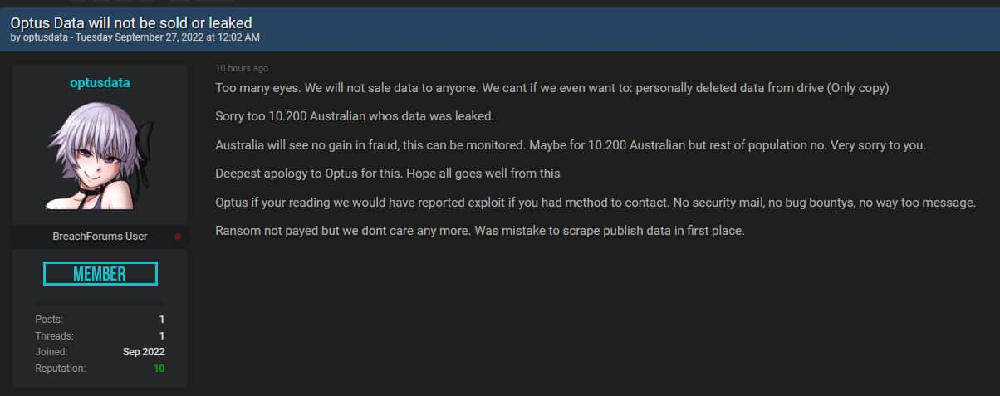 Optus Data will not be sold or leaked
by optusdata - Tuesday September 27, 2022 at 12:02 AM
optusdata
BreachForums User
MEMBER
Posts: 1
Threads: 1
Joined: Sep 2022
Reputation: 10
10 hours ago
Too many eyes. We will not sale data to anyone. We cant if we even want to: personally deleted data from drive (Only copy)
Sorry too 10.200 Australian whos data was leaked.
Australia will see no gain in fraud, this can be monitored. Maybe for 10.200 Australian but rest of population no. Very sorry to you.
Deepest apology to Optus for this. Hope all goes well from this
Optus if your reading we would have reported exploit if you had method to contact. No security mail, no bug bountys, no way too message.
Ransom not payed but we dont care any more. Was mistake to scrape publish data in first place.